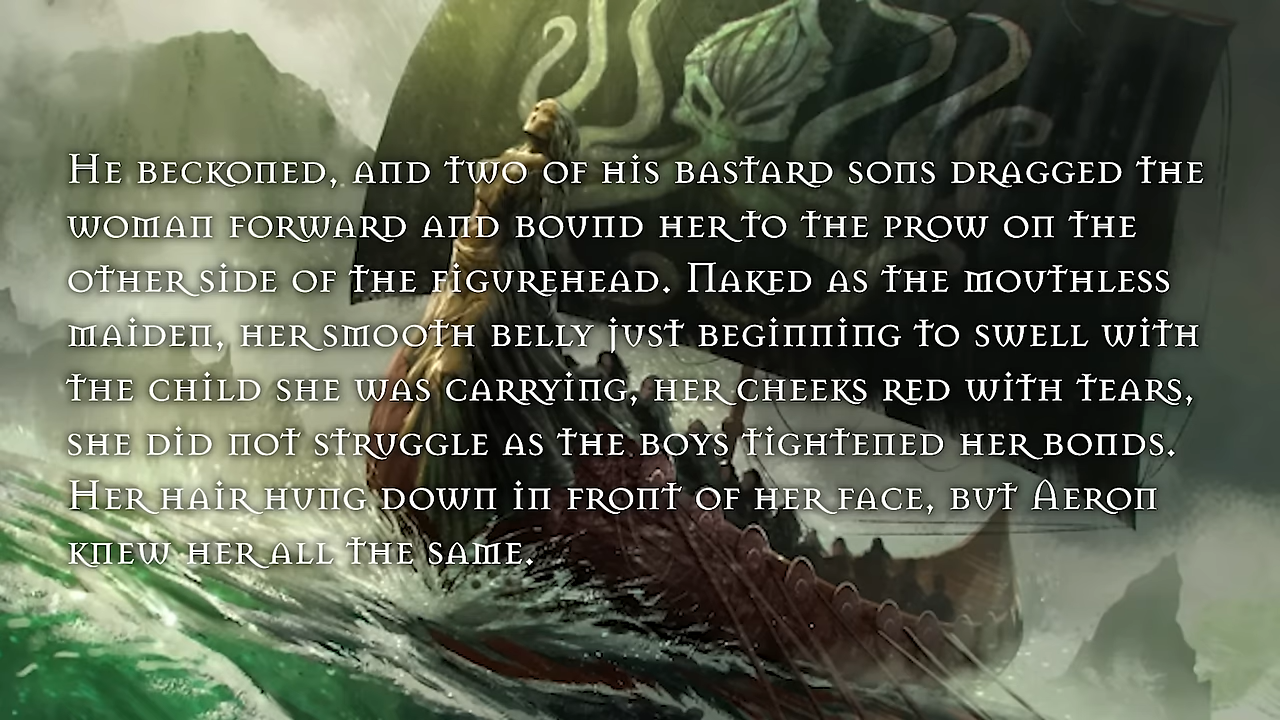 He beckoned, and two of his bastard sons dragged the
woman forward and bound her to the prow on the
other side of the figurehead. Naked as the mouthless
maiden, her smooth belly just beginning to swell with
the child she was carrying, her cheeks red with tears,
she did not struggle as the boys tightened her bonds.
Her hair hung down in front of her face, but Aeron
knew her all the same.